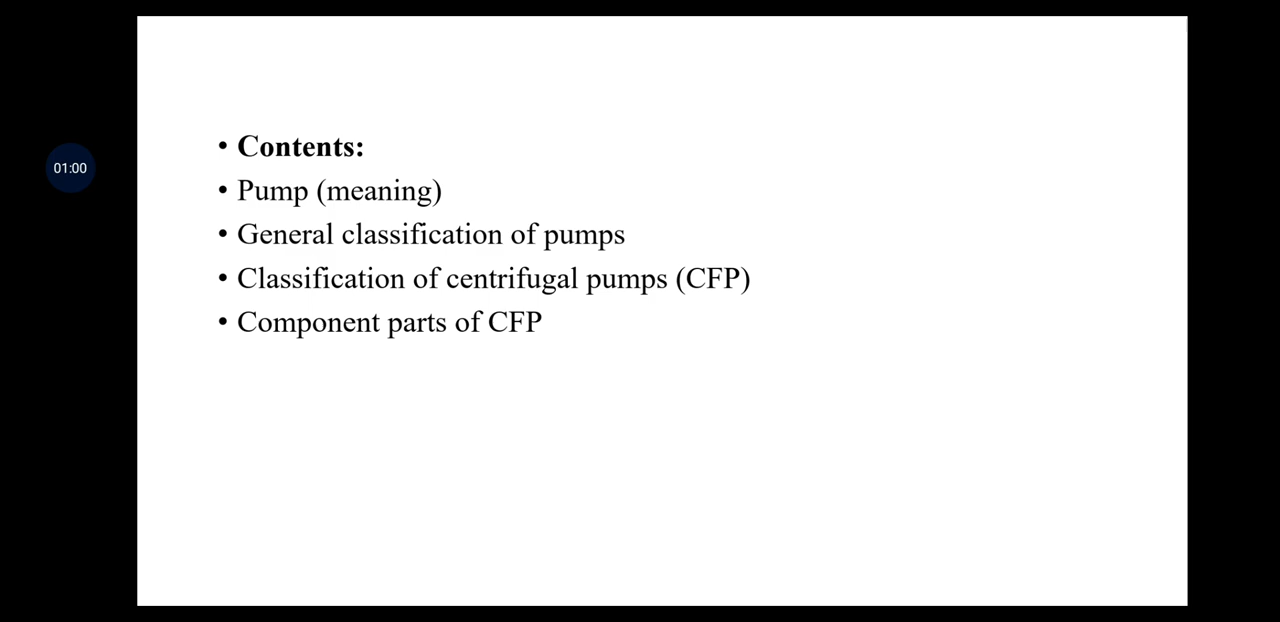 01:00
• Contents:
• Pump (meaning)
• General classification of pumps
• Classification of centrifugal pumps (CFP)
• Component parts of CFP